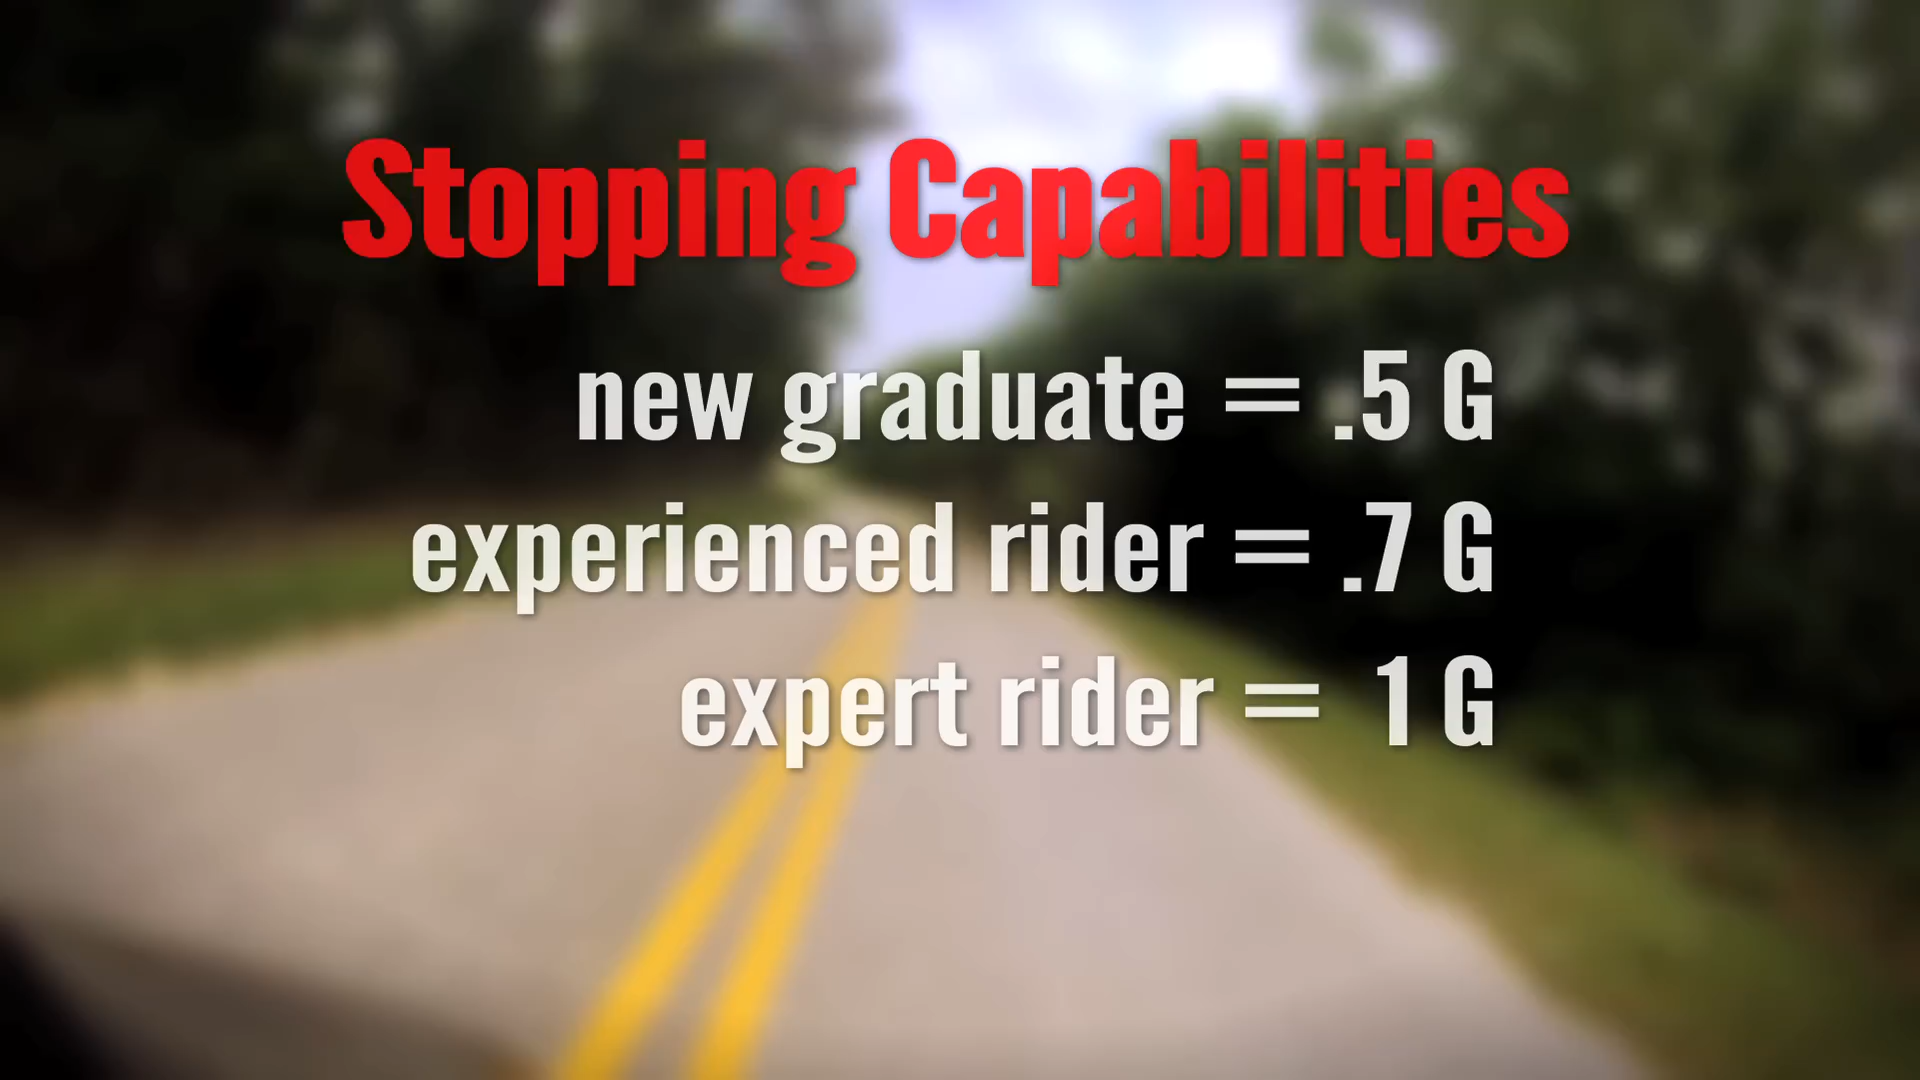 Stopping Capabilities
new graduate = .5 G
experienced rider = .7 G
expert rider = 1 G